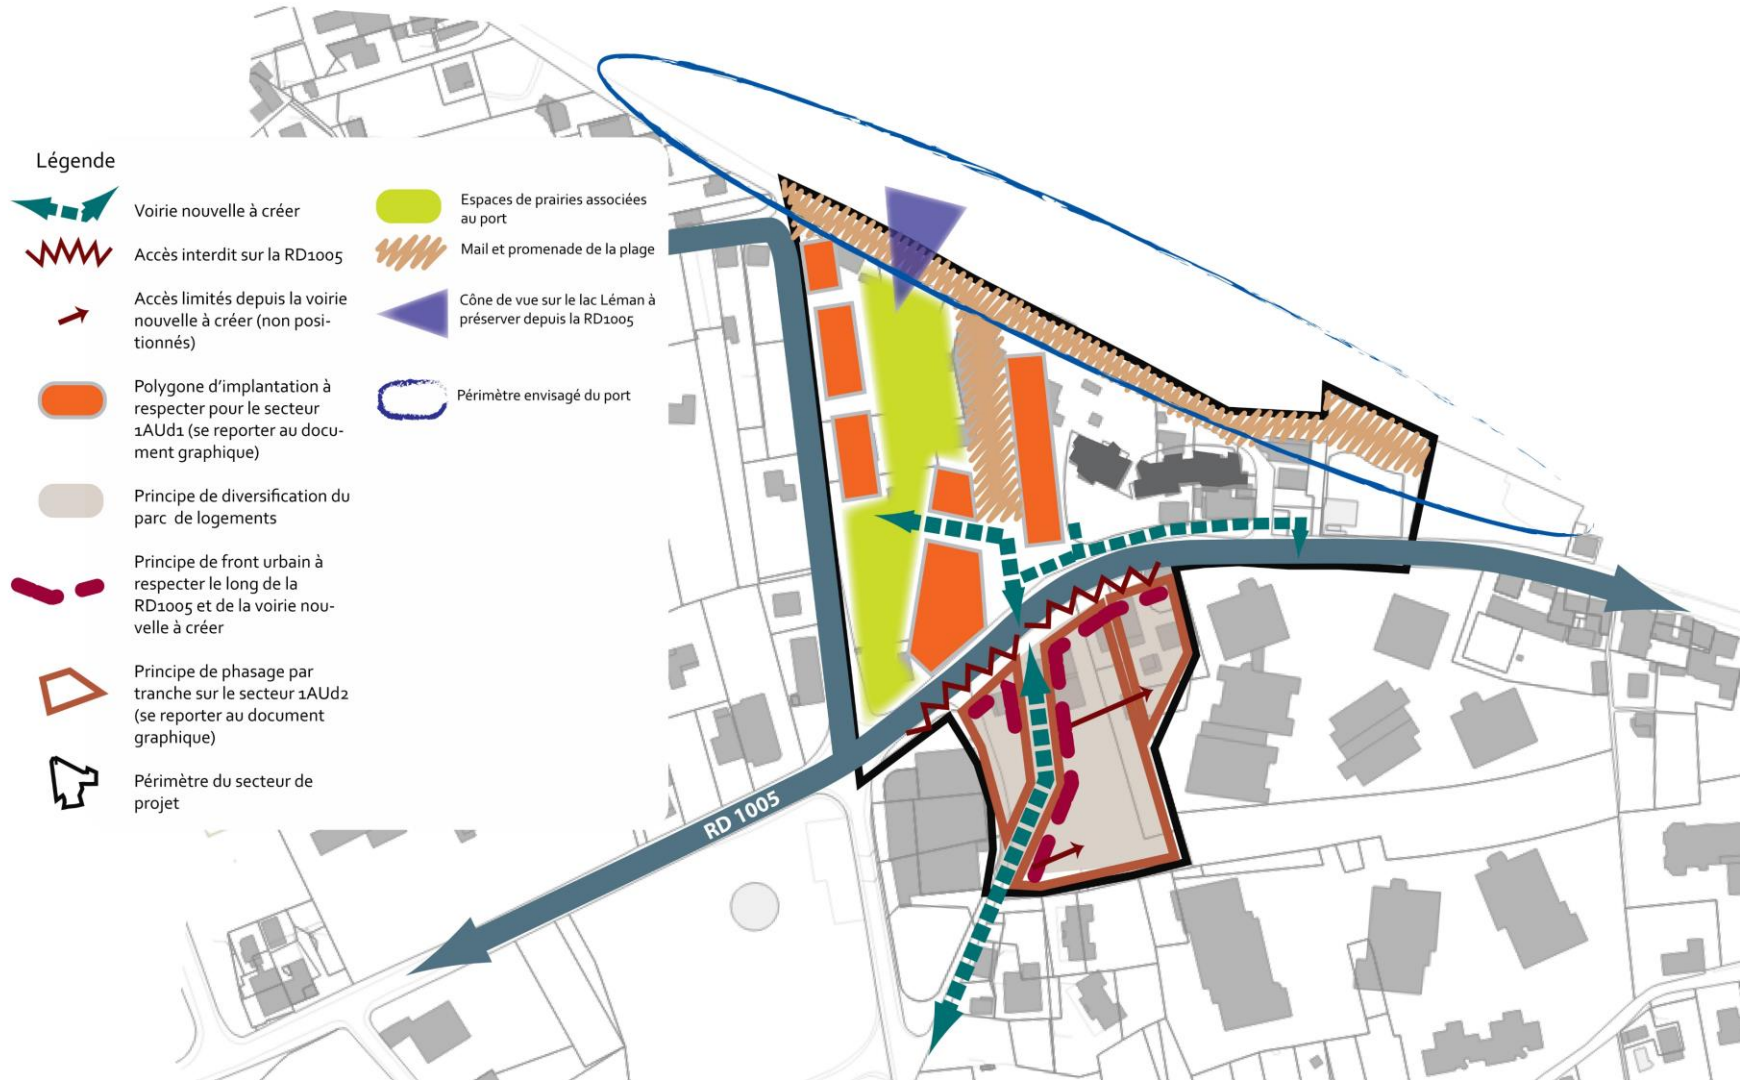 Légende
Voirie nouvelle à créer
Accès interdit sur la RD1005
Accès limités depuis la voirie
nouvelle à créer (non posi-
tionnés)
Polygone d'implantation à
respecter pour le secteur
1AUd1 (se reporter au docu-
ment graphique)
Principe de diversification du
parc de logements
Principe de front urbain à
respecter le long de la
RD1005 et de la voirie nou-
velle à créer
Principe de phasage par
tranche sur le secteur 1AUd2
(se reporter au document
graphique)
Périmètre du secteur de
projet
Espaces de prairies associées
au port
Mail et promenade de la plage
Cône de vue sur le lac Léman à
préserver depuis la RD1005
Périmètre envisagé du port
RD 1005